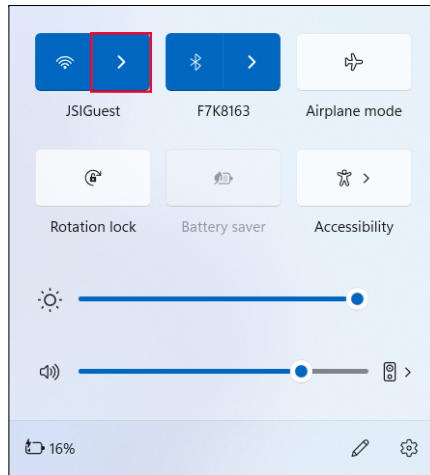 JSIGuest F7K8163 Airplane mode
Rotation lock Battery saver Accessibility
16%